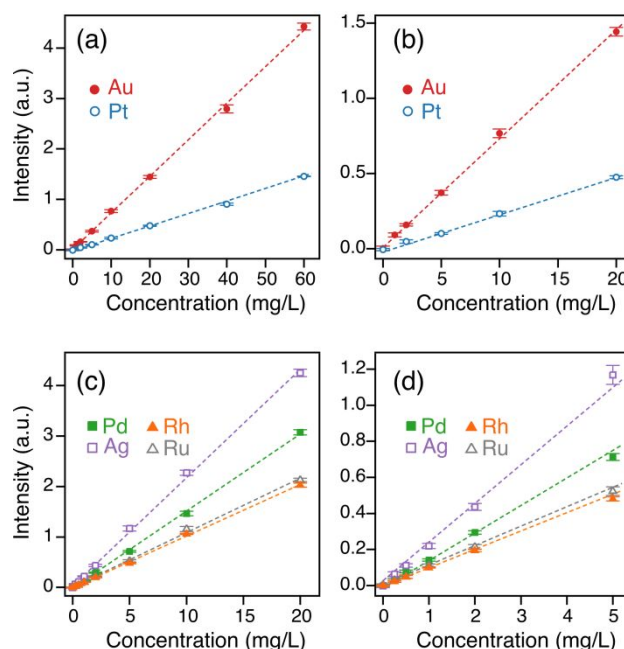 (a)
Au
Pt
Intensity (a.u.)
4
3
2
1
0
0 10 20 30 40 50 60
Concentration (mg/L)
(b)
Au
Pt
1.5
1.0
0.5
0.0
0 5 10 15 20
Concentration (mg/L)
(c)
Pd Rh
Ag Ru
Intensity (a.u.)
4
3
2
1
0
0 5 10 15 20
Concentration (mg/L)
(d)
Pd Rh
Ag Ru
1.2
0.8
0.6
0.4
0.2
0.0
0 1 2 3 4 5
Concentration (mg/L)